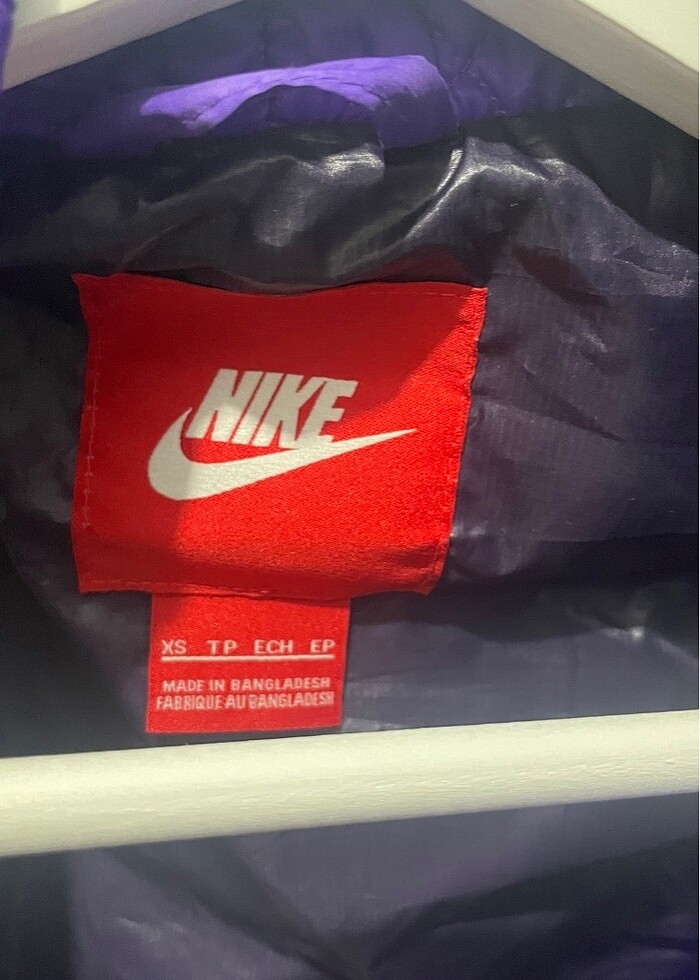 NIKE
XS TP ECH EP
MADE IN BANGLADESH
FABRIQUE AU BANGLADESH